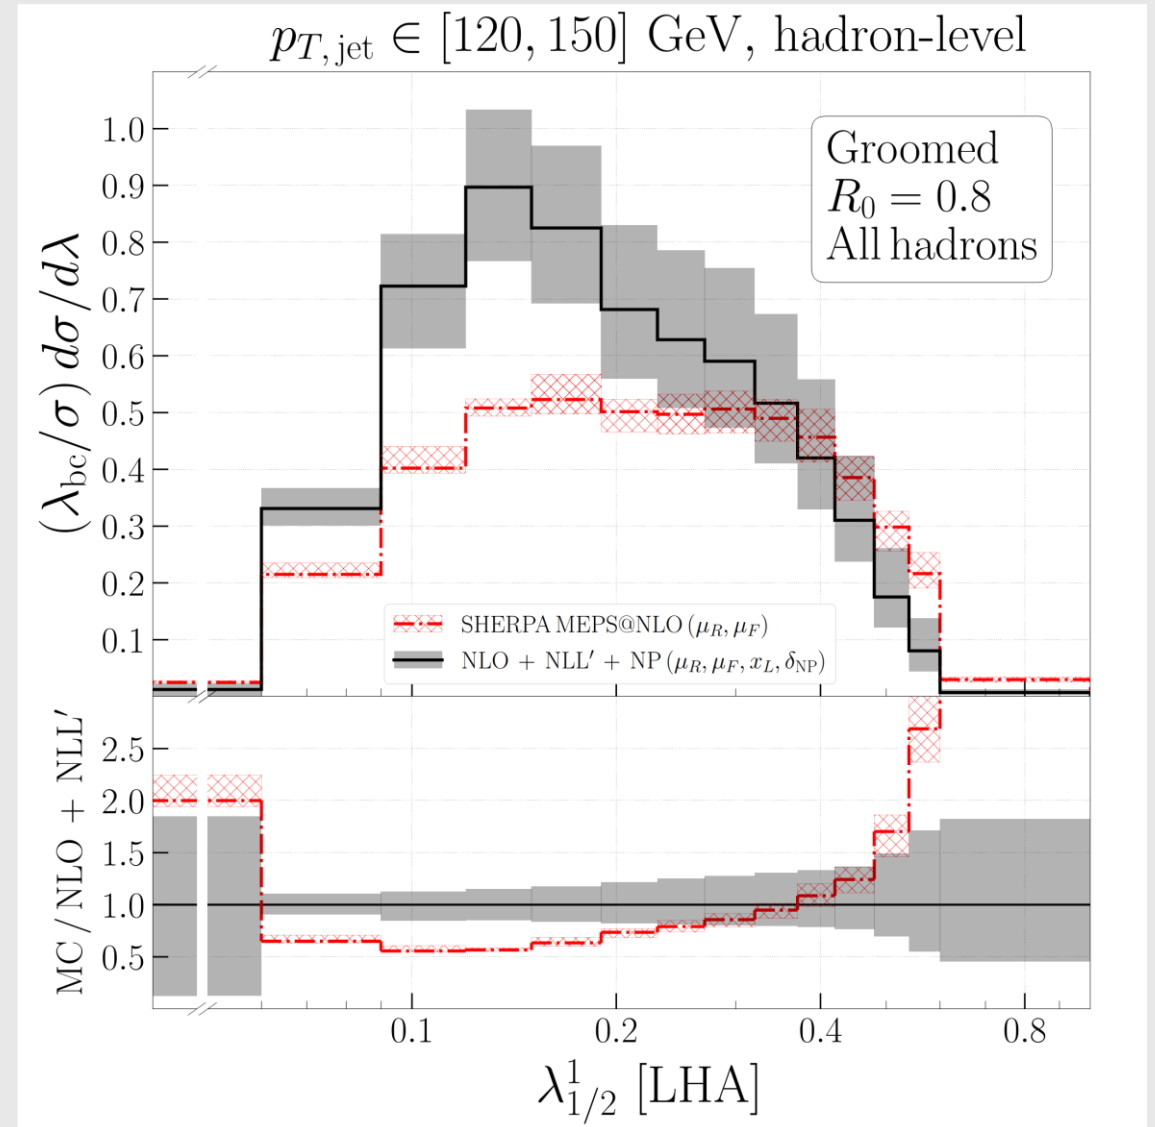 p_{T, jet} ∈ [120, 150] GeV, hadron-level
(λ_bc/σ) dσ/dλ
1.0
0.9
0.8
0.7
0.6
0.5
0.4
0.3
0.2
0.1
Groomed
R_0 = 0.8
All hadrons
SHERPA MEPS@NLO (μ_R, μ_F)
NLO + NLL′ + NP (μ_R, μ_F, x_L, δ_NP)
MC / NLO + NLL′
2.5
2.0
1.5
1.0
0.5
0.1 0.2 0.4 0.8
λ^1_{1/2} [LHA]